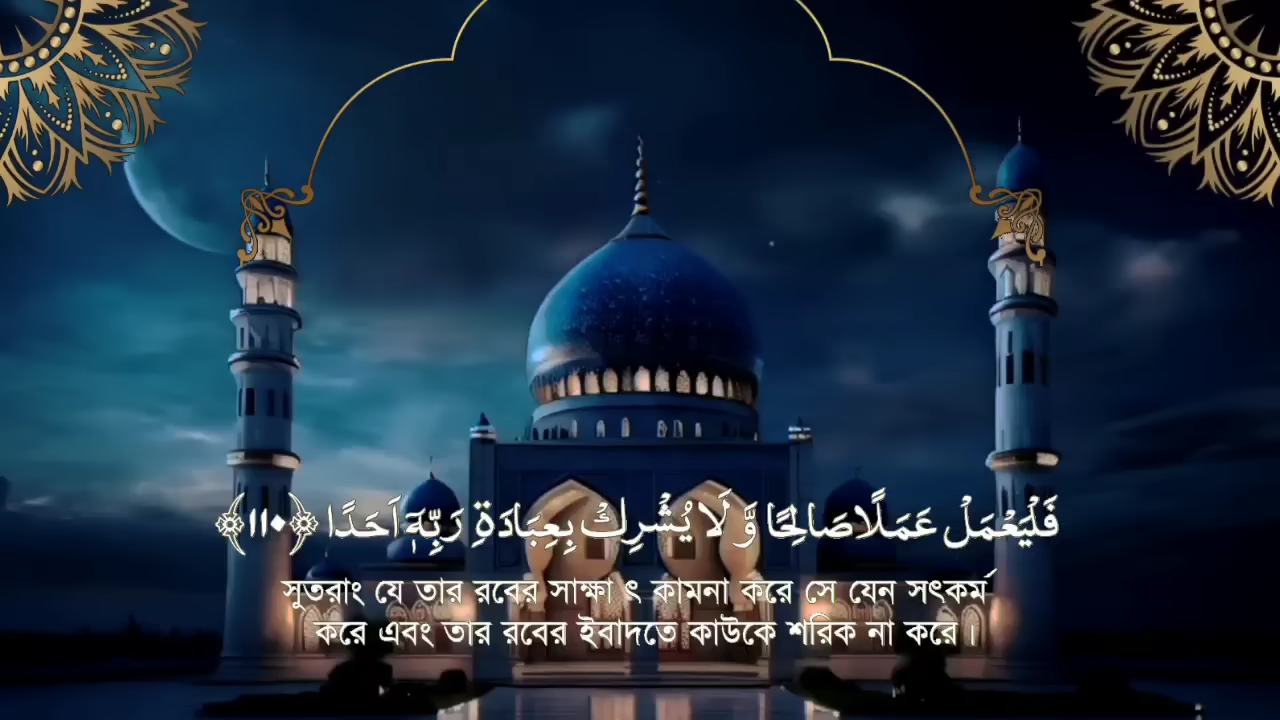 فَلْيَعْمَلْ عَمَلًا صَالِحًا وَّ لَا يُشْرِكْ بِعِبَادَةِ رَبِّهٖۤ اَحَدًا ﴿١١٠﴾
সুতরাং যে তার রবের সাক্ষা ৎ কামনা করে সে যেন সৎকর্ম
করে এবং তার রবের ইবাদতে কাউকে শরিক না করে।